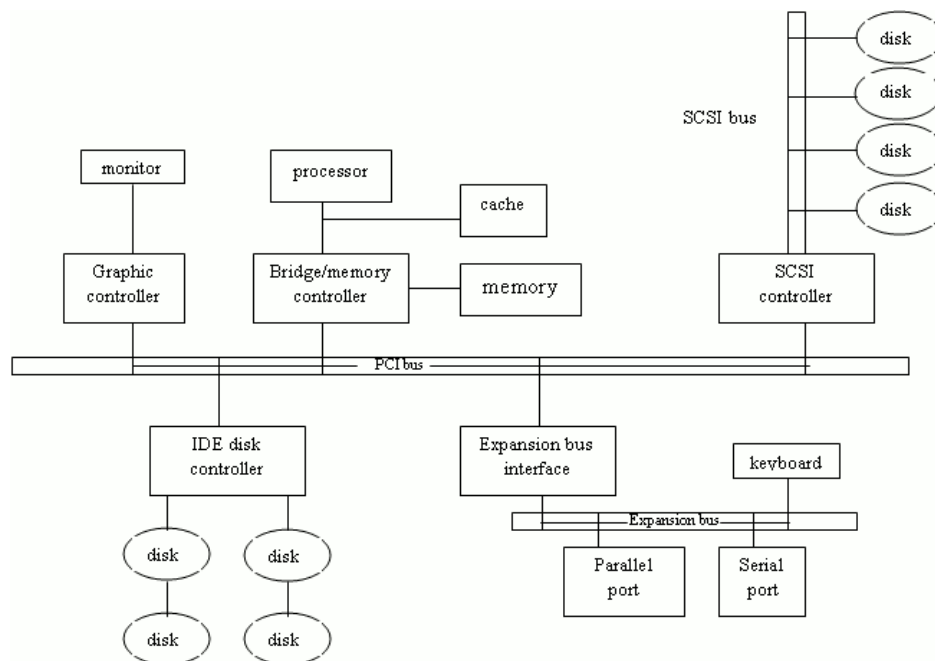 disk
disk
SCSI bus
disk
monitor
processor
cache
disk
Graphic
controller
Bridge/memory
controller
memory
SCSI
controller
PCI bus
IDE disk
controller
Expansion bus
interface
keyboard
Expansion bus
disk
disk
Parallel
port
Serial
port
disk
disk